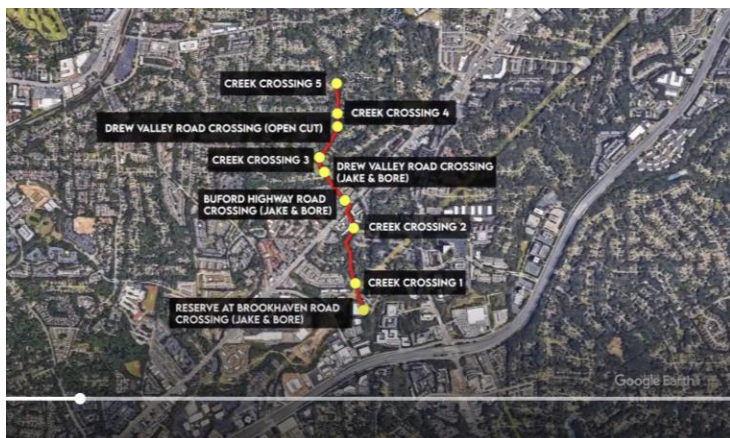 CREEK CROSSING 5
CREEK CROSSING 4
DREW VALLEY ROAD CROSSING (OPEN CUT)
CREEK CROSSING 3
DREW VALLEY ROAD CROSSING
(JAKE & BORE)
BUFORD HIGHWAY ROAD
CROSSING (JAKE & BORE)
CREEK CROSSING 2
CREEK CROSSING 1
RESERVE AT BROOKHAVEN ROAD
CROSSING (JAKE & BORE)
Google Earth